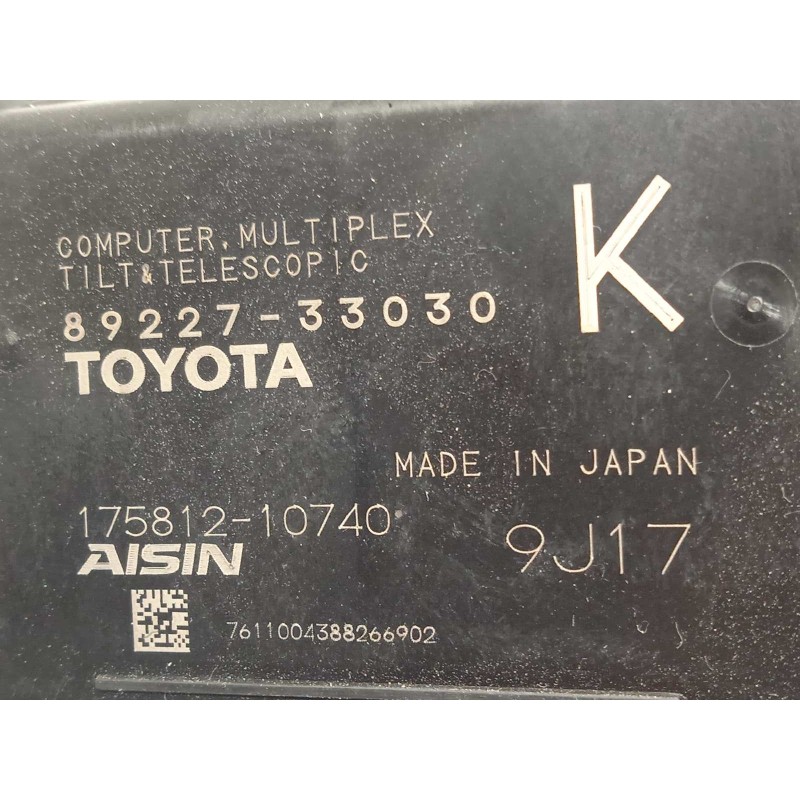 COMPUTER, MULTIPLEX
TILT&TELESCOPIC
89227-33030
TOYOTA
K
MADE IN JAPAN
175812-10740
AISIN
9J17
7611004388266902